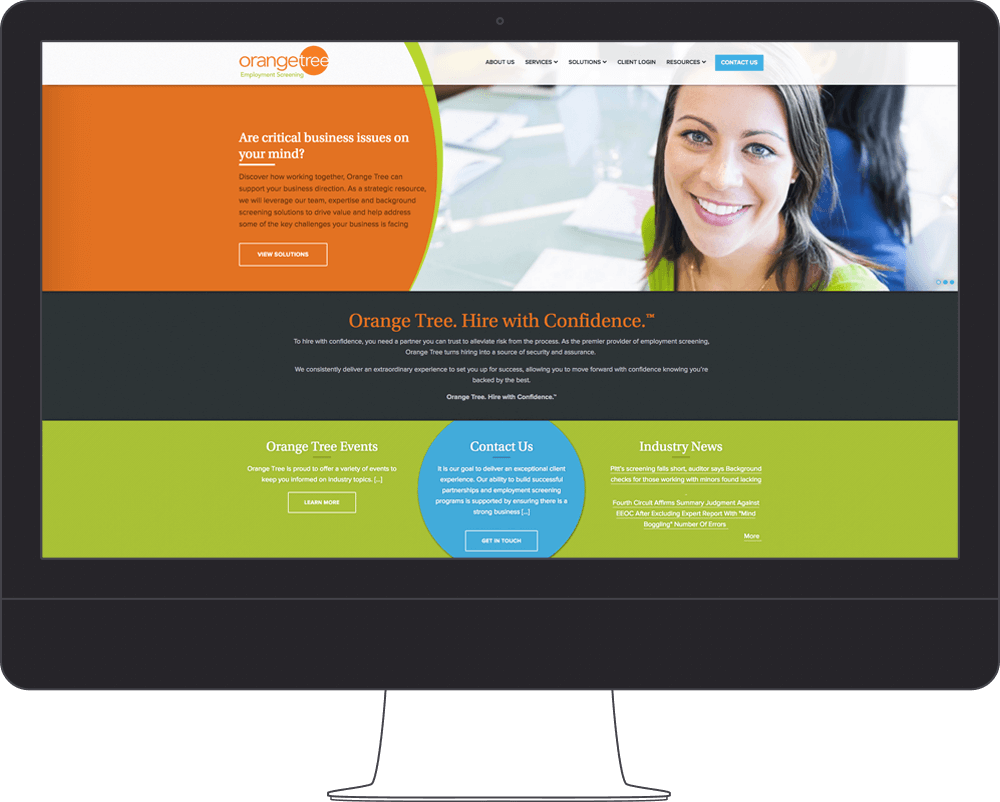 orangetree
Employment Screening
ABOUT US SERVICES SOLUTIONS CLIENT LOGIN RESOURCES CONTACT US
Are critical business issues on
your mind?
Discover how working together, Orange Tree can
support your business direction. As a strategic resource,
we will leverage our team, expertise and background
screening solutions to drive value and help address
some of the key challenges your business is facing
VIEW SOLUTIONS
Orange Tree. Hire with Confidence.™
To hire with confidence, you need a partner you can trust to alleviate risk from the process. As the premier provider of employment screening,
Orange Tree turns hiring into a source of security and assurance.
We consistently deliver an extraordinary experience to set you up for success, allowing you to move forward with confidence knowing you're
backed by the best.
Orange Tree. Hire with Confidence.™
Orange Tree Events
Orange Tree is proud to offer a variety of events to
keep you informed on industry topics. [...]
LEARN MORE
Contact Us
It is our goal to deliver an exceptional client
experience. Our ability to build successful
partnerships and employment screening
programs is supported by ensuring there is a
strong business [...]
GET IN TOUCH
Industry News
Pitt's screening falls short, auditor says Background
checks for those working with minors found lacking
Fourth Circuit Affirms Summary Judgment Against
EEOC After Excluding Expert Report With "Mind
Boggling" Number Of Errors
More